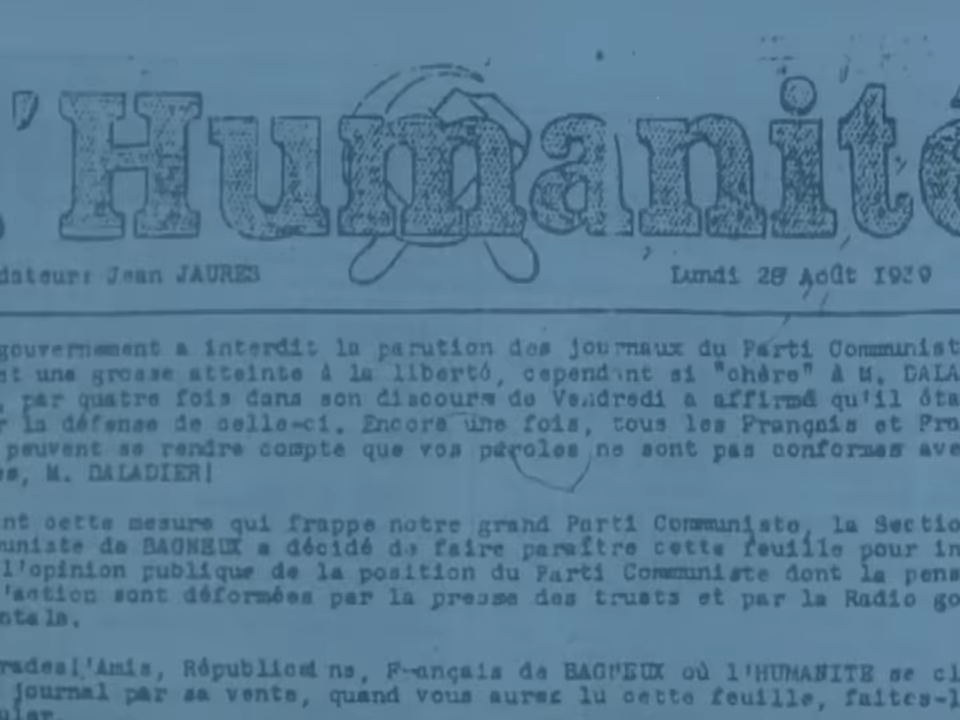 l'Humanité
dateur: Jean JAURES Lundi 28 Août 1939
gouvernement a interdit la parution des journaux du Parti Communist
st une grosse atteinte à la liberté, cependant si "chère" à M. DALA
, par quatre fois dans son discours de Vendredi a affirmé qu'il éta
r la défense de celle-ci. Encore une fois, tous les Français et Fra
peuvent se rendre compte que vos paroles ne sont pas conformes ave
es, M. DALADIER!
nt cette mesure qui frappe notre grand Parti Communiste, la Sectio
muniste de BAGNEUX a décidé de faire paraître cette feuille pour in
l'opinion publique de la position du Parti Communiste dont la pens
l'action sont déformées par la presse des trusts et par la Radio go
ntale.
rades!'Amis, Républicains, Français de BAGNEUX où l'HUMANITE se cl
journal par sa vente, quand vous aurez lu cette feuille, faites-l
uler.